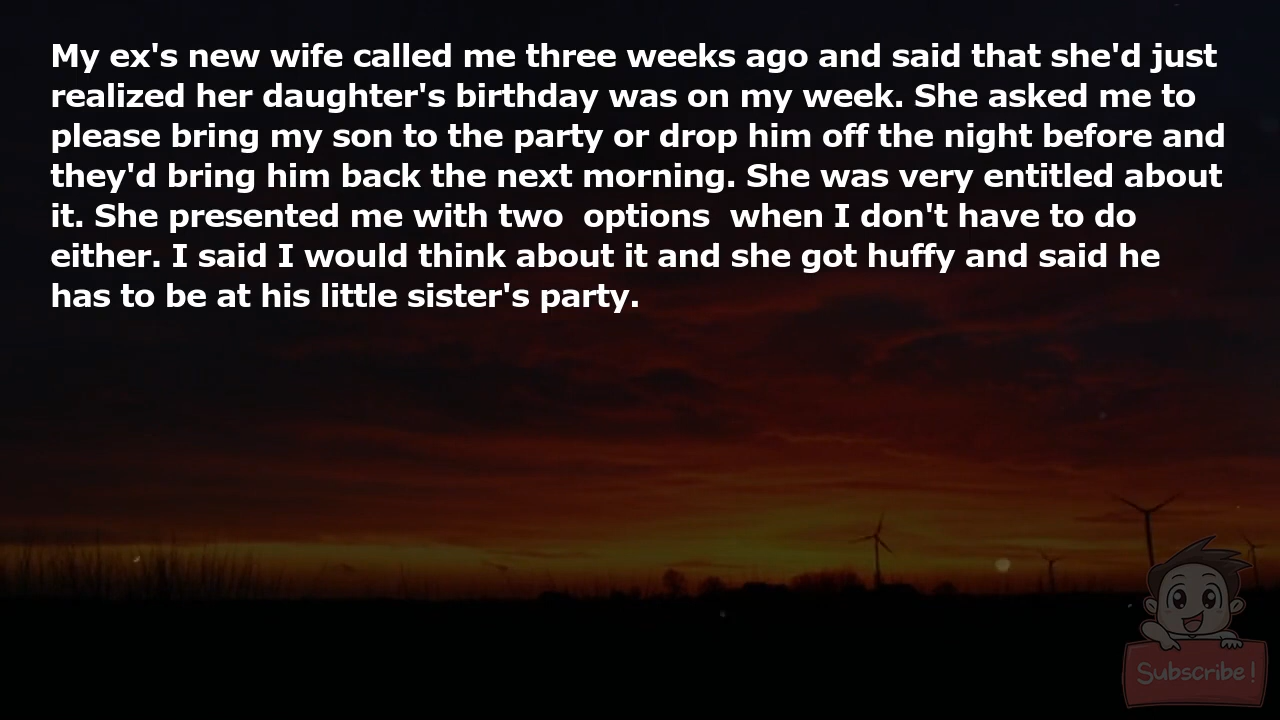 My ex's new wife called me three weeks ago and said that she'd just
realized her daughter's birthday was on my week. She asked me to
please bring my son to the party or drop him off the night before and
they'd bring him back the next morning. She was very entitled about
it. She presented me with two  options  when I don't have to do
either. I said I would think about it and she got huffy and said he
has to be at his little sister's party.
Subscribe!